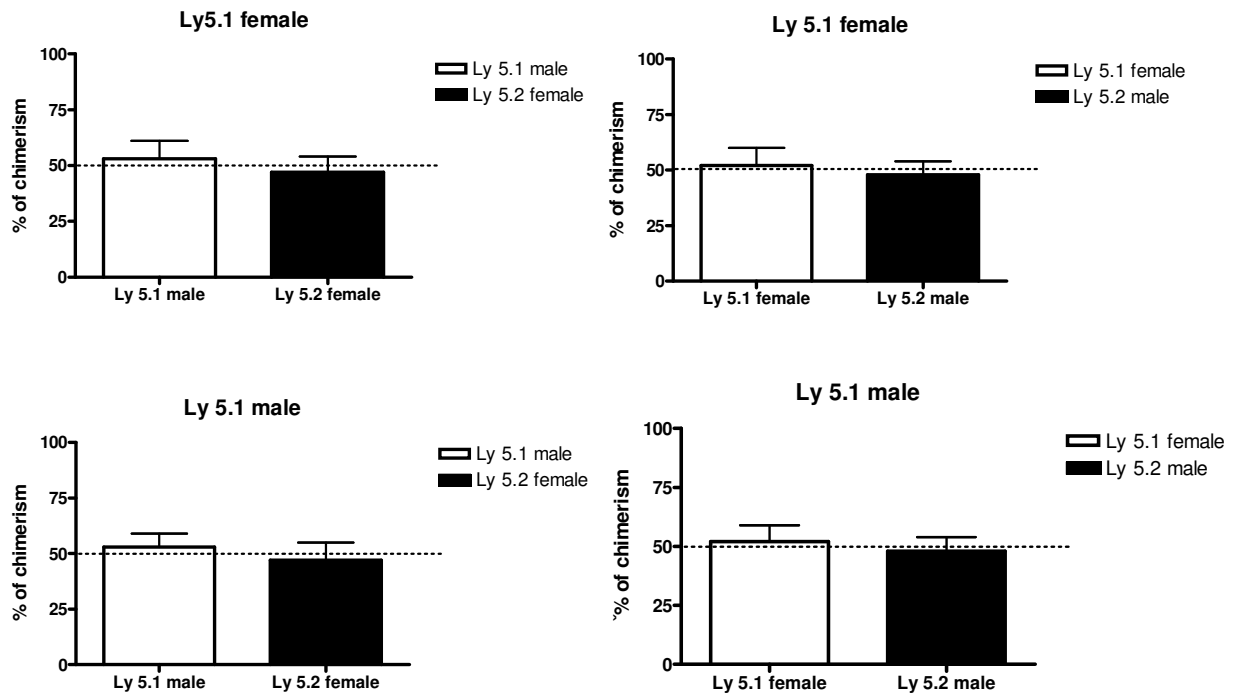 Ly5.1 female
100
75
50
25
0
% of chimerism
Ly 5.1 male
Ly 5.2 female
Ly 5.1 male
Ly 5.2 female
Ly 5.1 female
100
75
50
25
0
% of chimerism
Ly 5.1 female
Ly 5.2 male
Ly 5.1 female
Ly 5.2 male
Ly 5.1 male
100
75
50
25
0
% of chimerism
Ly 5.1 male
Ly 5.2 female
Ly 5.1 male
Ly 5.2 female
Ly 5.1 male
100
75
50
25
0
% of chimerism
Ly 5.1 female
Ly 5.2 male
Ly 5.1 female
Ly 5.2 male